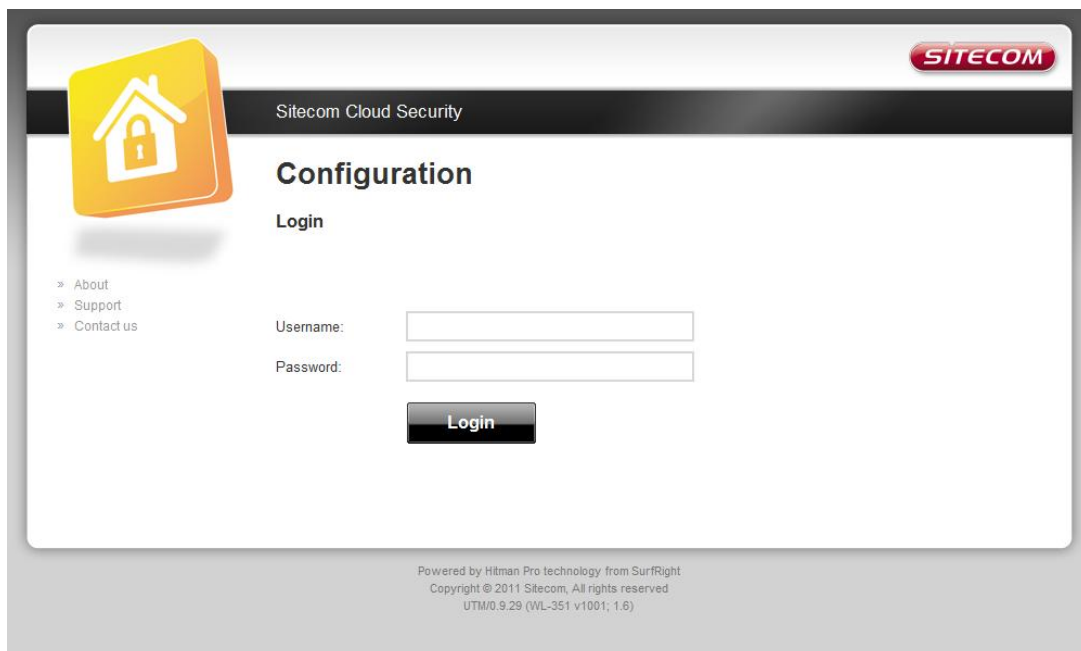 SITECOM
Sitecom Cloud Security
Configuration
Login
» About
» Support
» Contact us
Username:
Password:
Login
Powered by Hitman Pro technology from SurfRight
Copyright © 2011 Sitecom, All rights reserved
UTM/0.9.29 (WL-351 v1001; 1.6)